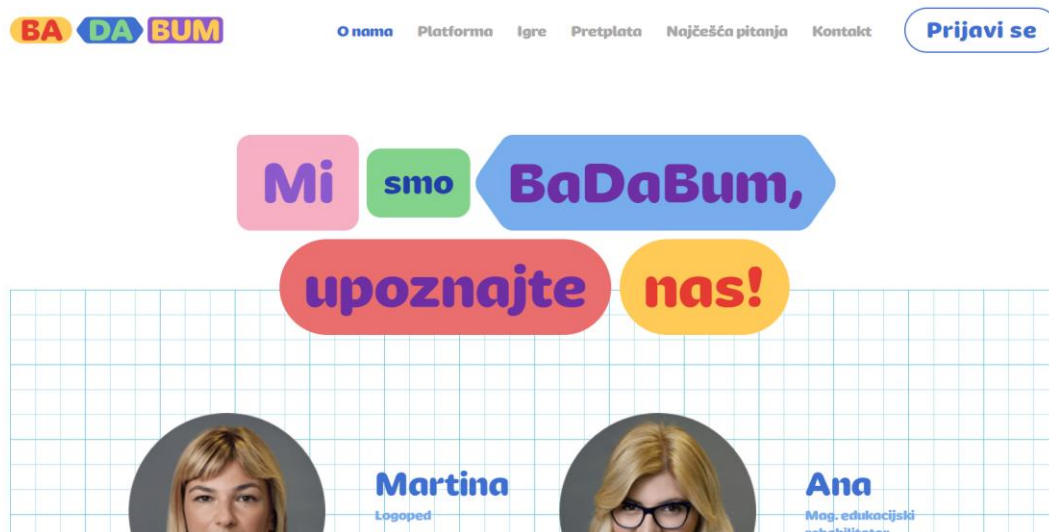 BA DA BUM
O nama Platforma Igre Pretplata Najčešća pitanja Kontakt Prijavi se
Mi smo BaDaBum,
upoznajte nas!
Martina
Logoped
Ana
Mag. edukacijski
rehabilitator